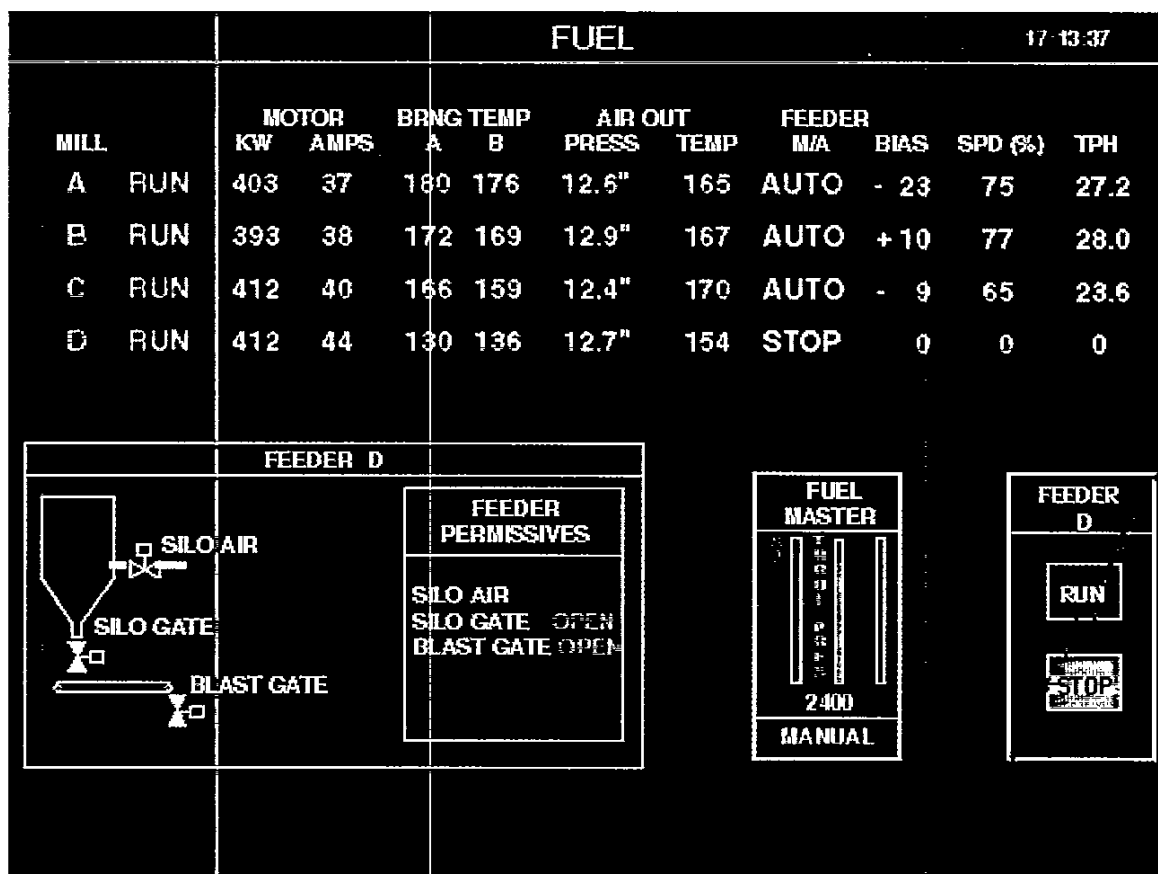 FUEL 17:13:37
MOTOR BRNG TEMP AIR OUT FEEDER
MILL KW AMPS A B PRESS TEMP M/A BIAS SPD (%) TPH
A RUN 403 37 180 176 12.6" 165 AUTO - 23 75 27.2
B RUN 393 38 172 169 12.9" 167 AUTO + 10 77 28.0
C RUN 412 40 166 159 12.4" 170 AUTO - 9 65 23.6
D RUN 412 44 130 136 12.7" 154 STOP 0 0 0
FEEDER D
SILO AIR
SILO GATE
BLAST GATE
FEEDER
PERMISSIVES
SILO AIR
SILO GATE OPEN
BLAST GATE OPEN
FUEL
MASTER
THROT PRES
2400
MANUAL
FEEDER
D
RUN
STOP